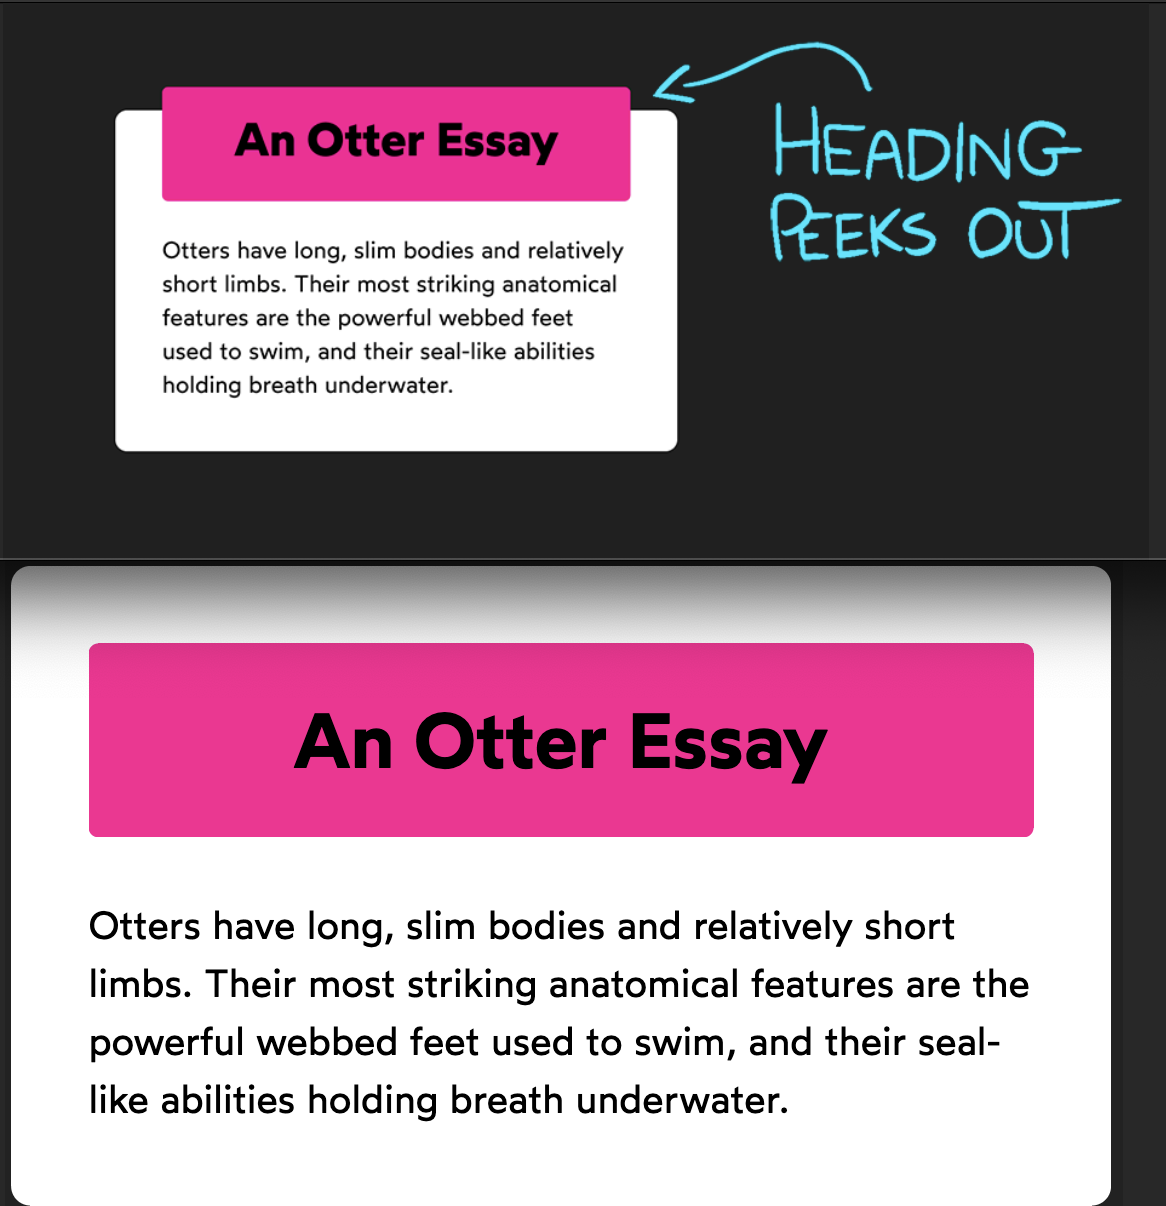 An Otter Essay
HEADING
PEEKS OUT
Otters have long, slim bodies and relatively
short limbs. Their most striking anatomical
features are the powerful webbed feet
used to swim, and their seal-like abilities
holding breath underwater.
An Otter Essay
Otters have long, slim bodies and relatively short
limbs. Their most striking anatomical features are the
powerful webbed feet used to swim, and their seal-
like abilities holding breath underwater.